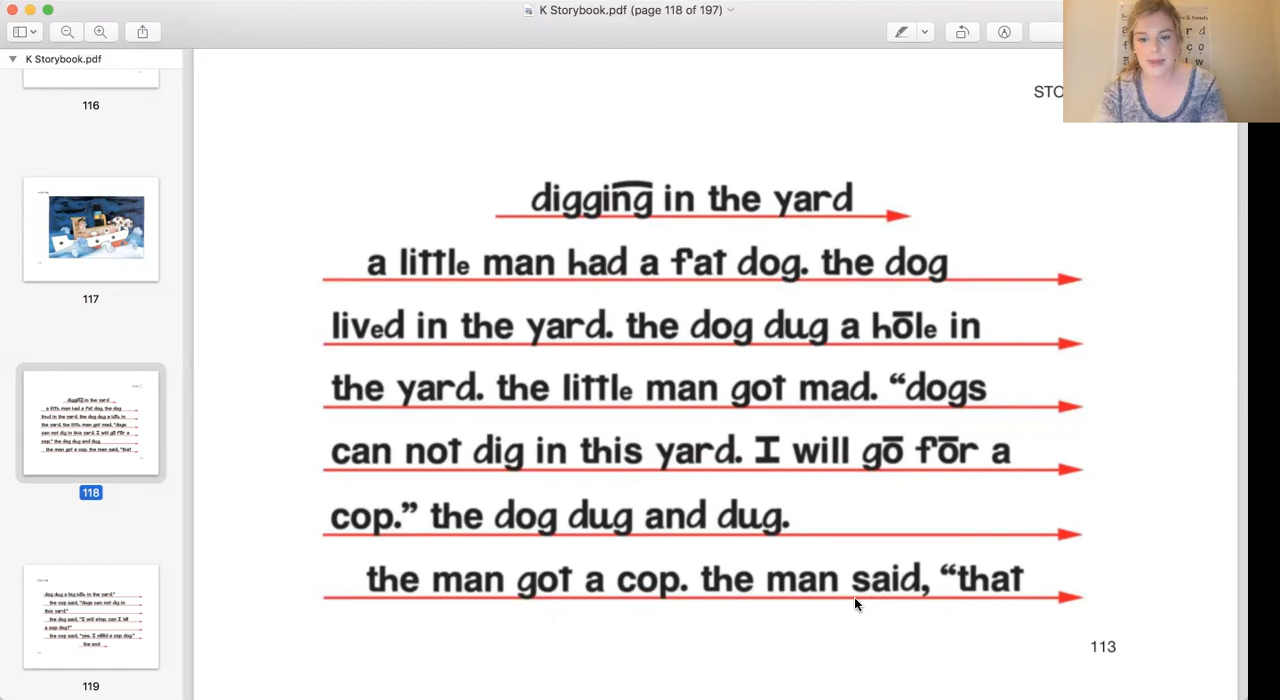 K Storybook.pdf (page 118 of 197)
K Storybook.pdf
116
117
118
119
STO
digging in the yard
a little man had a fat dog. the dog
lived in the yard. the dog dug a hōle in
the yard. the little man got mad. “dogs
can not dig in this yard. I will gō fōr a
cop.” the dog dug and dug.
the man got a cop. the man said, “that
113